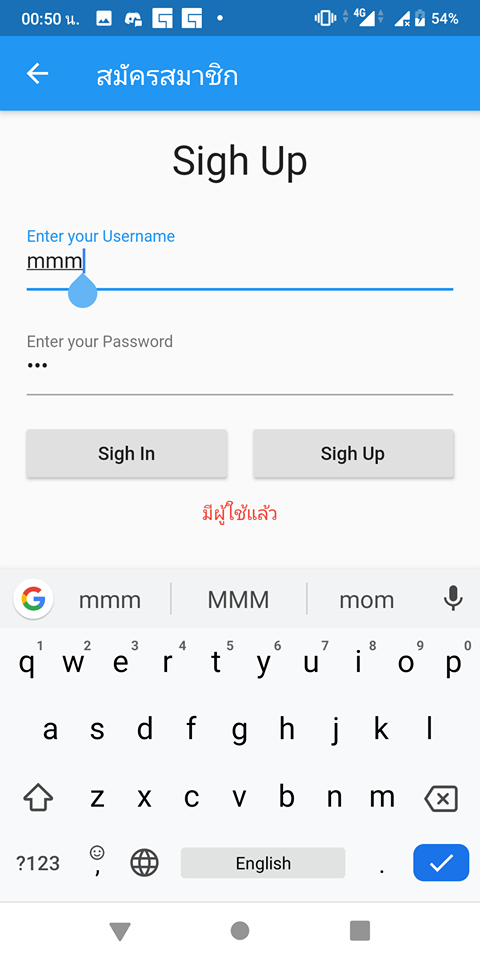 00:50 น. 4G 54%
สมัครสมาชิก
Sigh Up
Enter your Username
mmm
Enter your Password
•••
Sigh In Sigh Up
มีผู้ใช้แล้ว
mmm MMM mom
1 2 3 4 5 6 7 8 9 0
q w e r t y u i o p
a s d f g h j k l
z x c v b n m
?123 , English .